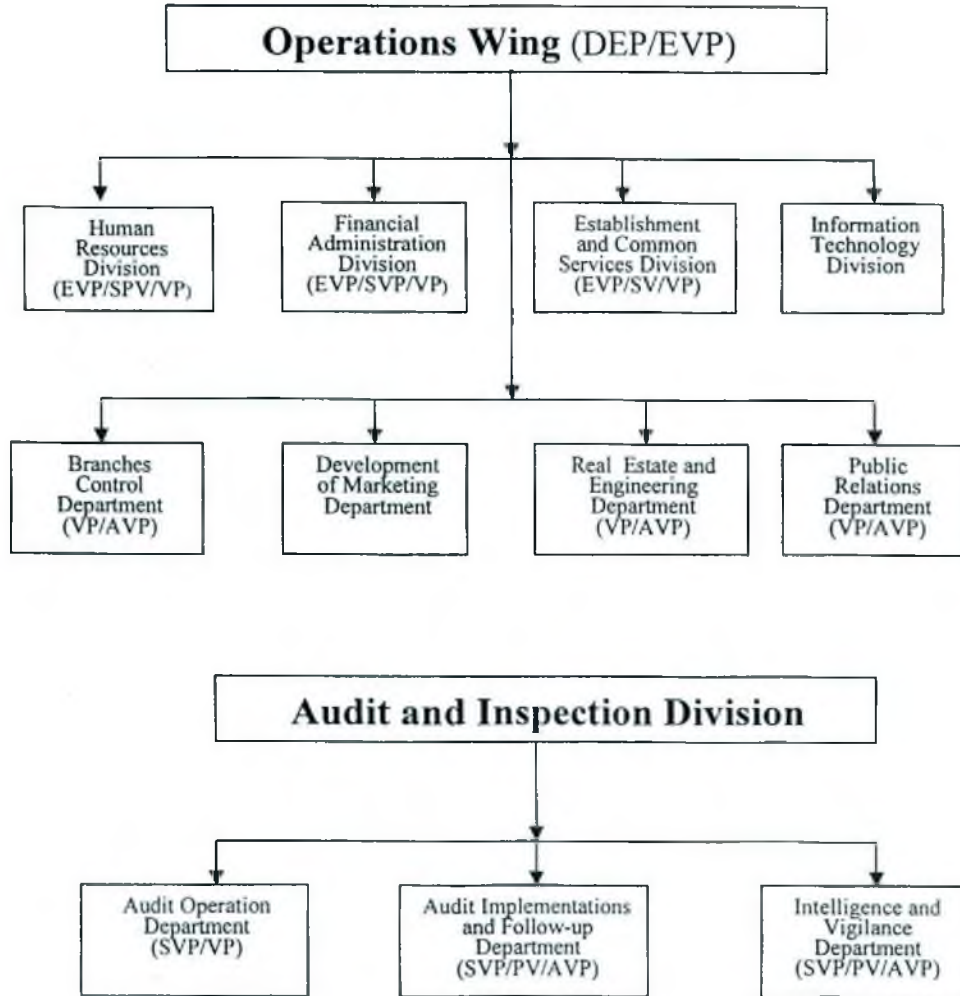 Operations Wing (DEP/EVP)
Human
Resources
Division
(EVP/SPV/VP)
Financial
Administration
Division
(EVP/SVP/VP)
Establishment
and Common
Services Division
(EVP/SV/VP)
Information
Technology
Division
Branches
Control
Department
(VP/AVP)
Development
of Marketing
Department
Real Estate and
Engineering
Department
(VP/AVP)
Public
Relations
Department
(VP/AVP)
Audit and Inspection Division
Audit Operation
Department
(SVP/VP)
Audit Implementations
and Follow-up
Department
(SVP/PV/AVP)
Intelligence and
Vigilance
Department
(SVP/PV/AVP)